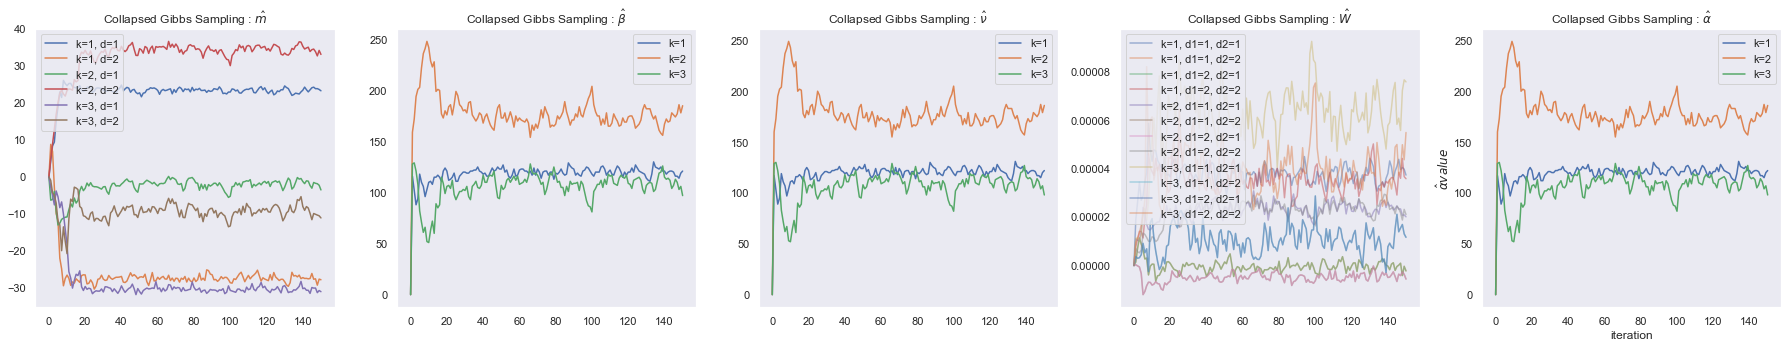 Collapsed Gibbs Sampling : m̂
40
30
20
10
0
−10
−20
−30
k=1, d=1
k=1, d=2
k=2, d=1
k=2, d=2
k=3, d=1
k=3, d=2
0 20 40 60 80 100 120 140
Collapsed Gibbs Sampling : β̂
250
200
150
100
50
0
k=1
k=2
k=3
0 20 40 60 80 100 120 140
Collapsed Gibbs Sampling : ν̂
250
200
150
100
50
0
k=1
k=2
k=3
0 20 40 60 80 100 120 140
Collapsed Gibbs Sampling : Ŵ
0.00008
0.00006
0.00004
0.00002
0.00000
k=1, d1=1, d2=1
k=1, d1=1, d2=2
k=1, d1=2, d2=1
k=1, d1=2, d2=2
k=2, d1=1, d2=1
k=2, d1=1, d2=2
k=2, d1=2, d2=1
k=2, d1=2, d2=2
k=3, d1=1, d2=1
k=3, d1=1, d2=2
k=3, d1=2, d2=1
k=3, d1=2, d2=2
0 20 40 60 80 100 120 140
Collapsed Gibbs Sampling : α̂
α̂value
250
200
150
100
50
0
k=1
k=2
k=3
0 20 40 60 80 100 120 140
iteration